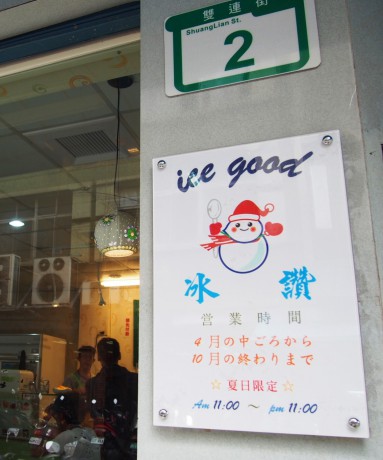 雙連街
ShuangLian St.
2
ice good
冰 讚
営業時間
4月の中ごろから
10月の終わりまで
☆ 夏日限定 ☆
Am 11:00 ~ pm 11:00